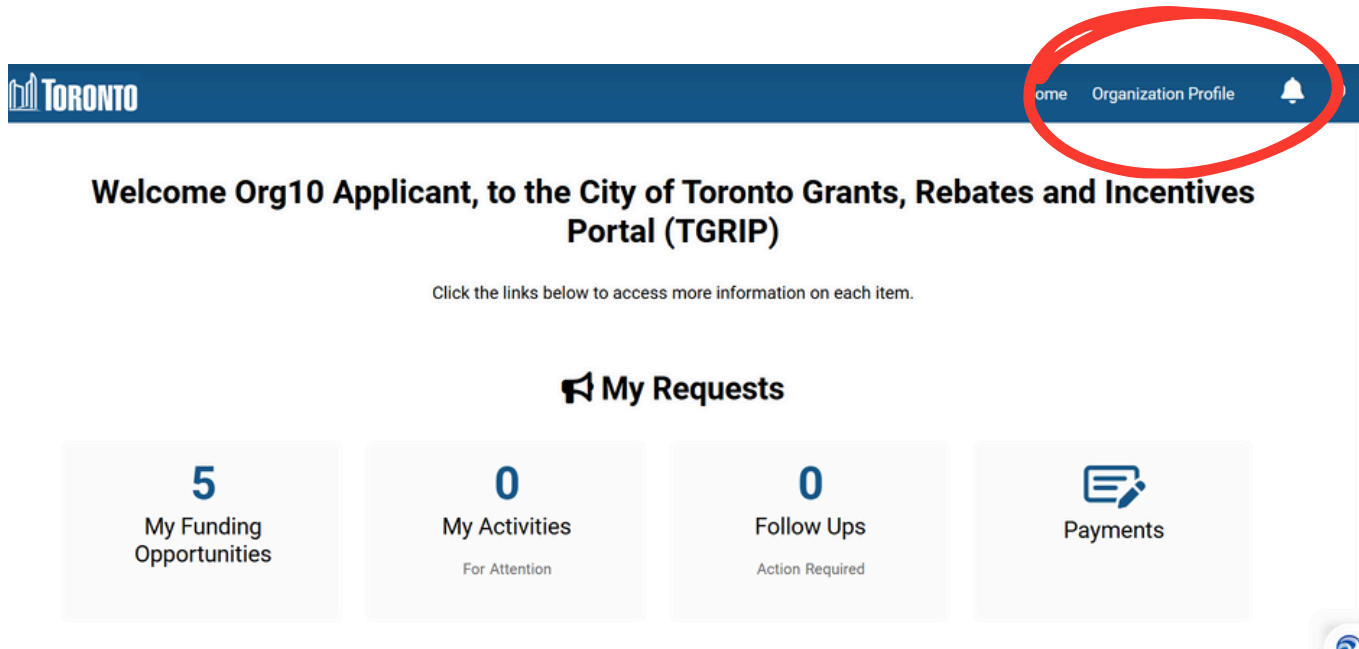 TORONTO
ome Organization Profile
Welcome Org10 Applicant, to the City of Toronto Grants, Rebates and Incentives
Portal (TGRIP)
Click the links below to access more information on each item.
My Requests
5
My Funding
Opportunities
0
My Activities
For Attention
0
Follow Ups
Action Required
Payments